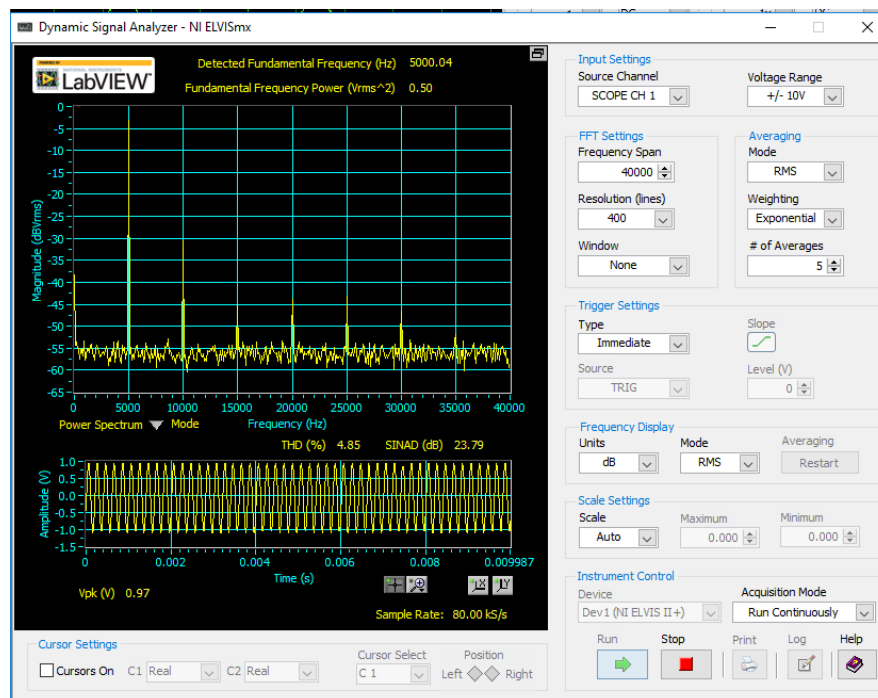 Dynamic Signal Analyzer - NI ELVISmx
LabVIEW
Detected Fundamental Frequency (Hz) 5000.04
Fundamental Frequency Power (Vrms^2) 0.50
Magnitude (dBVrms)
0
-5
-10
-15
-20
-25
-30
-35
-40
-45
-50
-55
-60
-65
0 5000 10000 15000 20000 25000 30000 35000 40000
Power Spectrum Mode Frequency (Hz)
THD (%) 4.85 SINAD (dB) 23.79
Amplitude (V)
1.0
0.5
0.0
-0.5
-1.0
-1.5
0 0.002 0.004 0.006 0.008 0.009987
Time (s)
Vpk (V) 0.97
Sample Rate: 80.00 kS/s
Cursor Settings
Cursors On C1 Real C2 Real
Cursor Select
C 1
Position
Left Right
Input Settings
Source Channel Voltage Range
SCOPE CH 1 +/- 10V
FFT Settings
Frequency Span
40000
Resolution (lines)
400
Window
None
Averaging
Mode
RMS
Weighting
Exponential
# of Averages
5
Trigger Settings
Type Slope
Immediate
Source Level (V)
TRIG 0
Frequency Display
Units Mode Averaging
dB RMS Restart
Scale Settings
Scale Maximum Minimum
Auto 0.000 0.000
Instrument Control
Device Acquisition Mode
Dev1 (NI ELVIS II+) Run Continuously
Run Stop Print Log Help